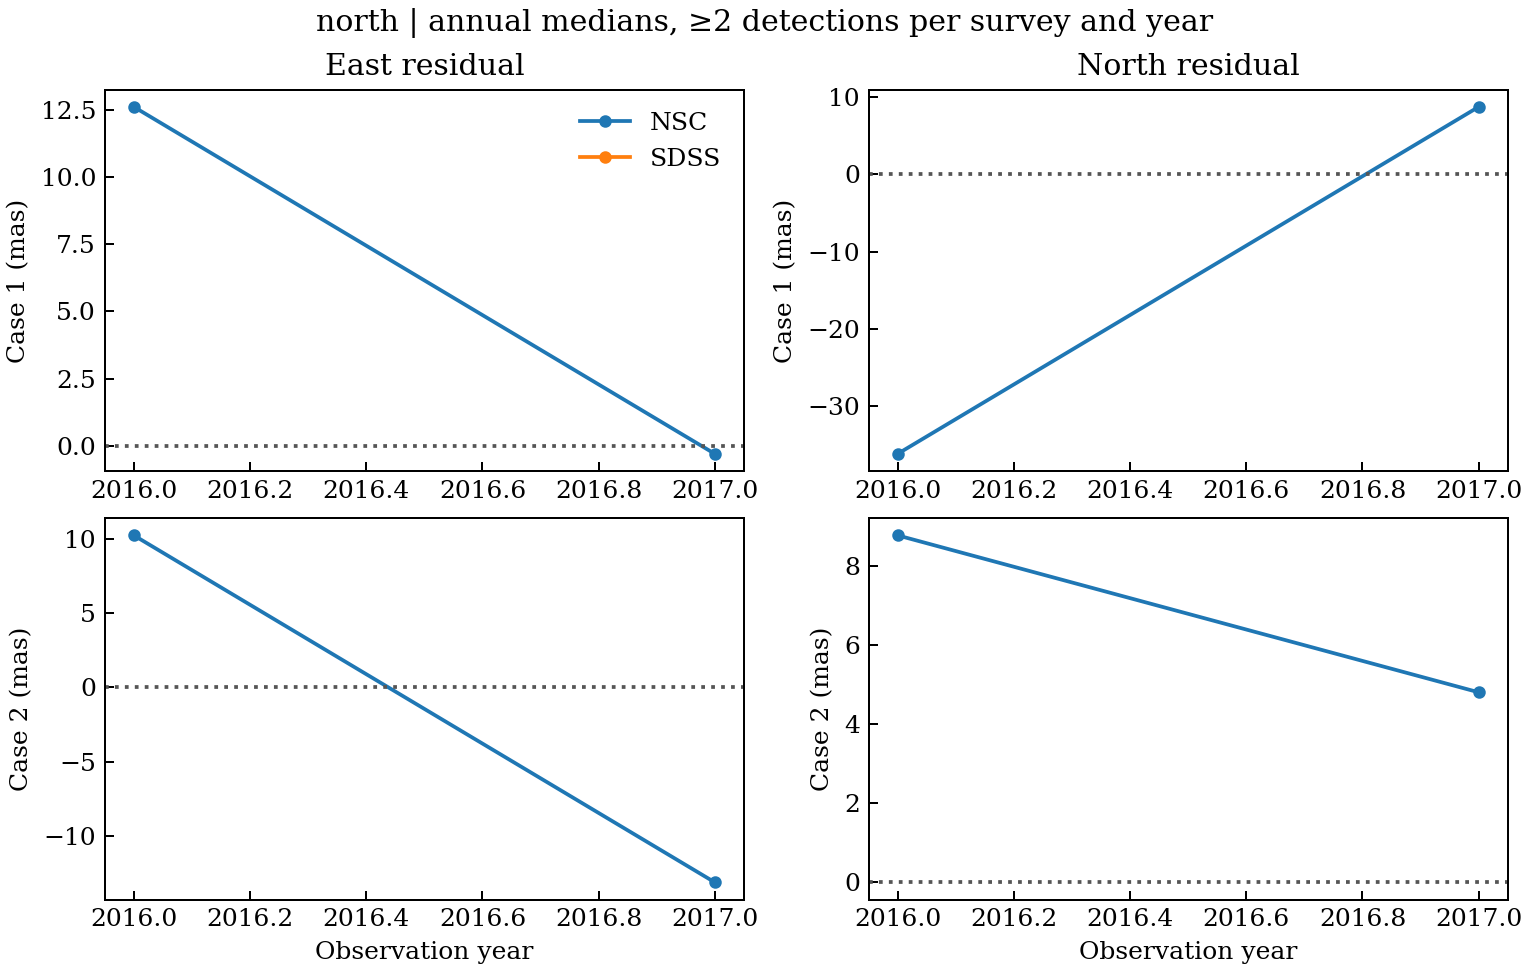 north | annual medians, ≥2 detections per survey and year
East residual
North residual
Case 1 (mas)
12.5
10.0
7.5
5.0
2.5
0.0
NSC
SDSS
2016.0 2016.2 2016.4 2016.6 2016.8 2017.0
Case 1 (mas)
10
0
−10
−20
−30
2016.0 2016.2 2016.4 2016.6 2016.8 2017.0
Case 2 (mas)
10
5
0
−5
−10
2016.0 2016.2 2016.4 2016.6 2016.8 2017.0
Observation year
Case 2 (mas)
8
6
4
2
0
2016.0 2016.2 2016.4 2016.6 2016.8 2017.0
Observation year